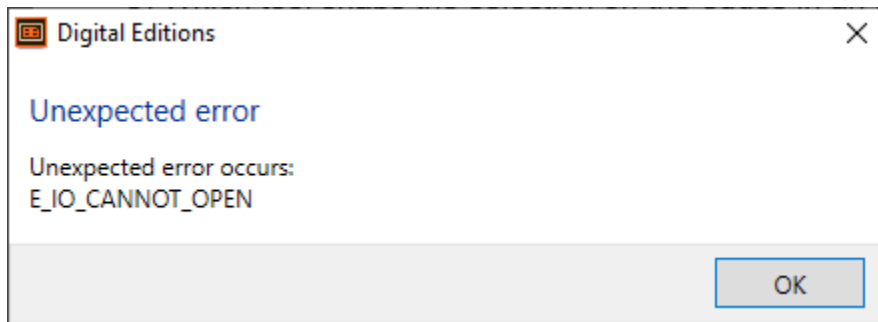 Digital Editions
Unexpected error
Unexpected error occurs:
E_IO_CANNOT_OPEN
OK